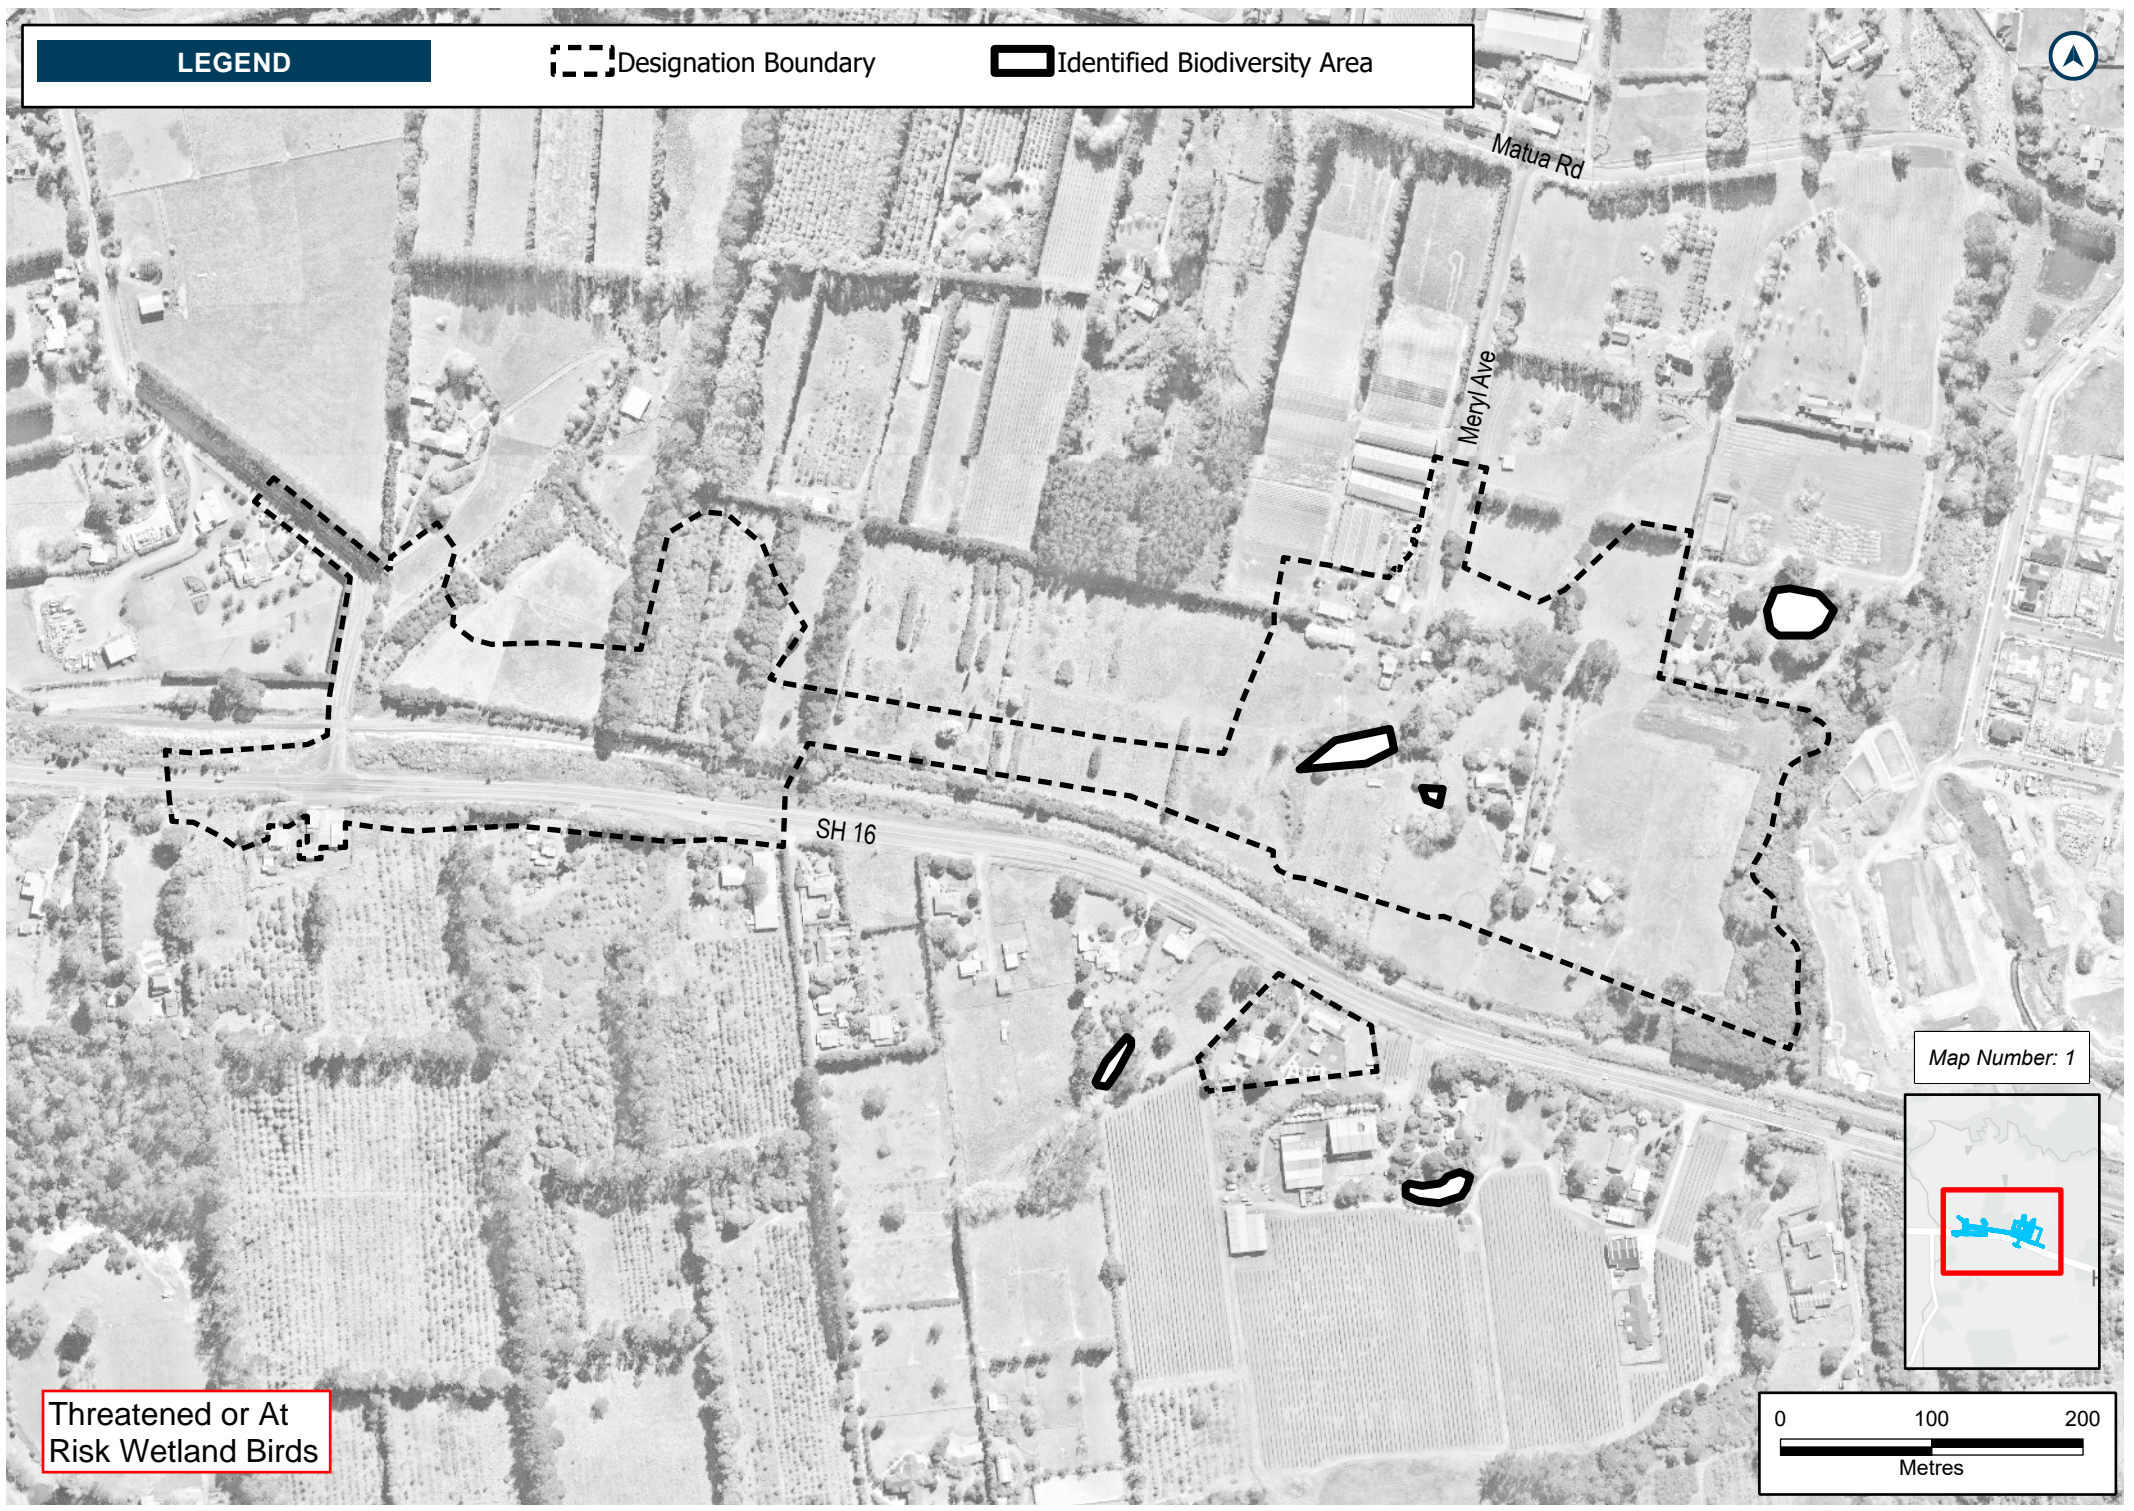 LEGEND
Designation Boundary
Identified Biodiversity Area
Matua Rd
Meryl Ave
SH 16
Map Number: 1
Threatened or At
Risk Wetland Birds
0 100 200
Metres